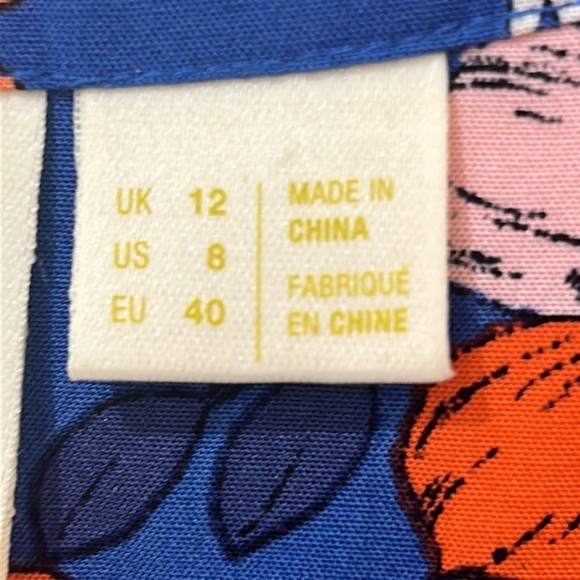 UK 12
US 8
EU 40
MADE IN
CHINA
FABRIQUÉ
EN CHINE